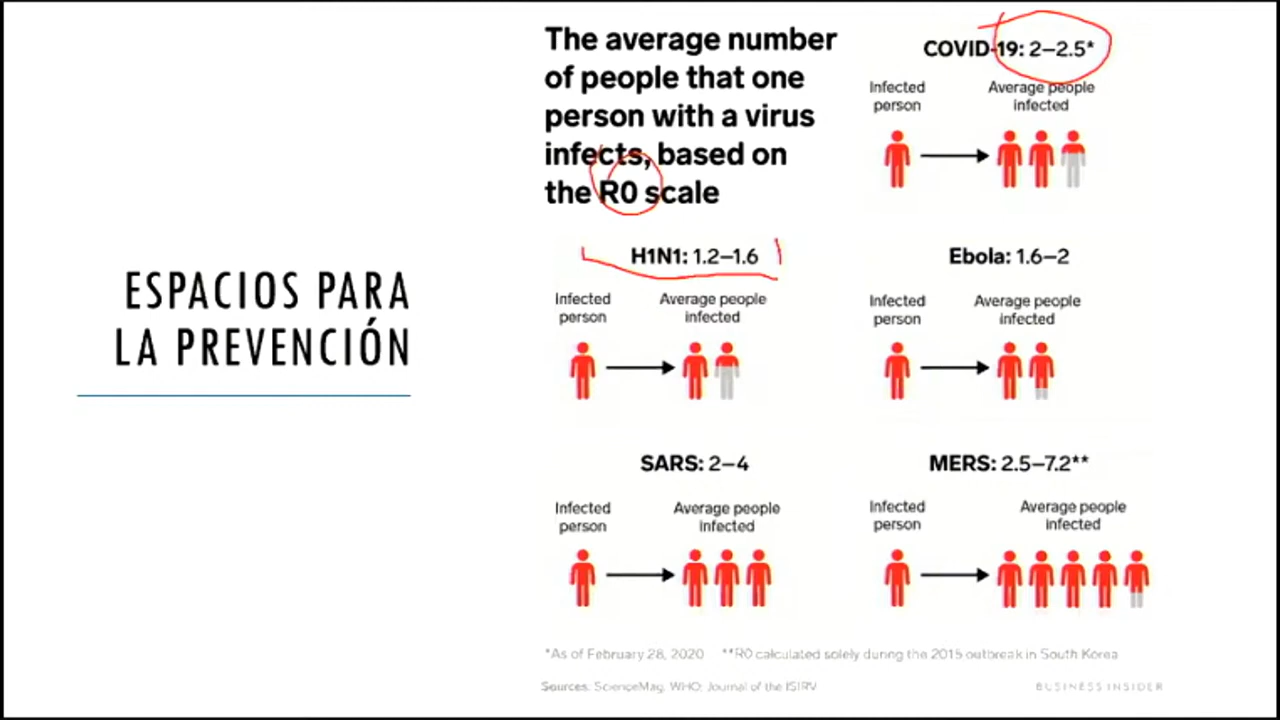 ESPACIOS PARA
LA PREVENCIÓN
The average number
of people that one
person with a virus
infects, based on
the R0 scale
COVID-19: 2–2.5*
Infected
person
Average people
infected
H1N1: 1.2–1.6
Infected
person
Average people
infected
Ebola: 1.6–2
Infected
person
Average people
infected
SARS: 2–4
Infected
person
Average people
infected
MERS: 2.5–7.2**
Infected
person
Average people
infected
*As of February 28, 2020 **R0 calculated solely during the 2015 outbreak in South Korea
Sources: ScienceMag, WHO; Journal of the ISIRV
BUSINESS INSIDER